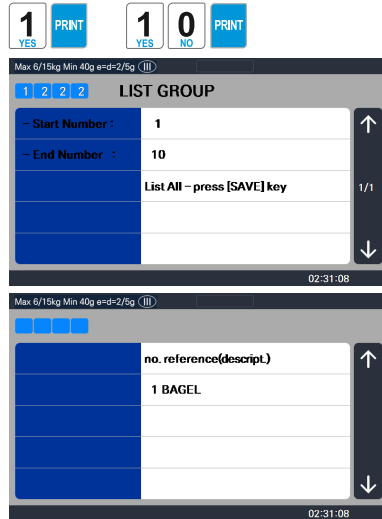 1 YES PRINT 1 YES 0 NO PRINT
Max 6/15kg Min 40g e=d=2/5g III
1 2 2 2 LIST GROUP
- Start Number : 1
- End Number : 10
List All - press [SAVE] key
1/1
02:31:08
Max 6/15kg Min 40g e=d=2/5g III
no. reference(descript.)
1 BAGEL
02:31:08